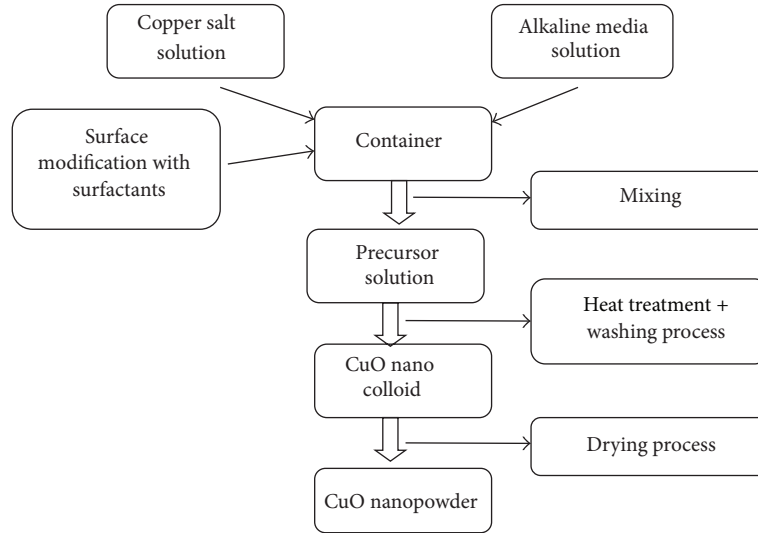 Copper salt
solution
Alkaline media
solution
Surface
modification with
surfactants
Container
Mixing
Precursor
solution
Heat treatment +
washing process
CuO nano
colloid
Drying process
CuO nanopowder